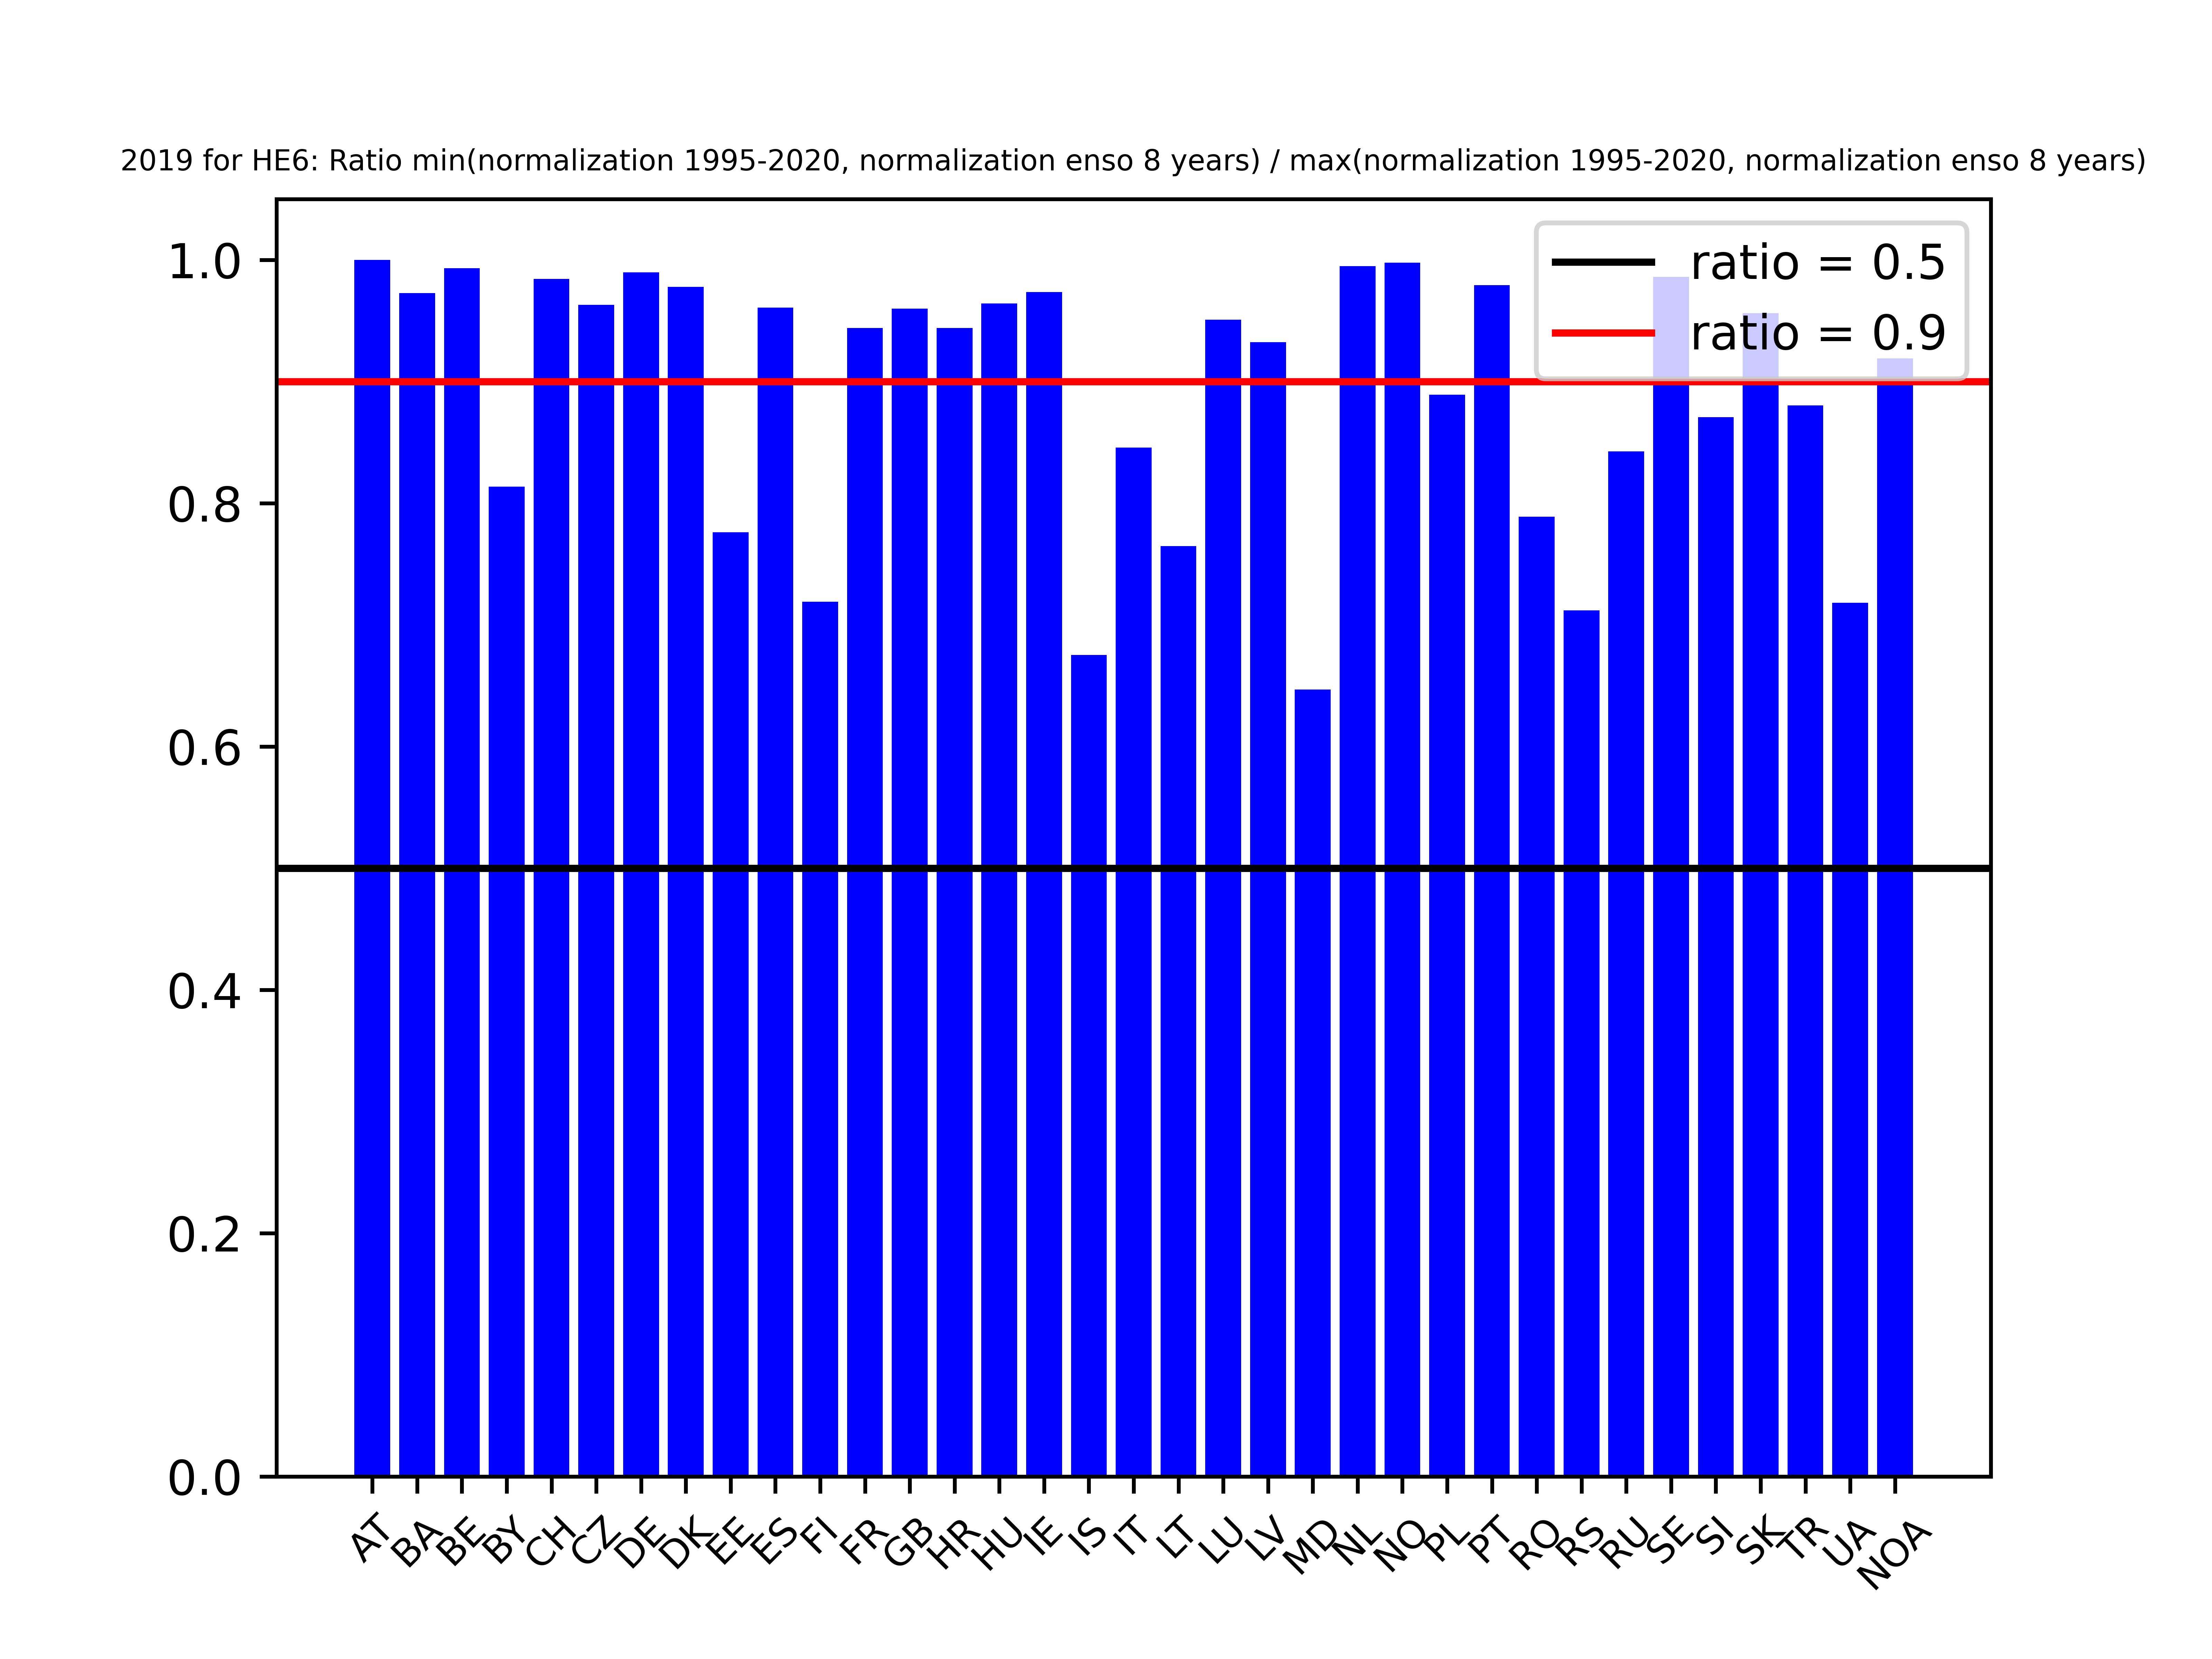 2019 for HE6: Ratio min(normalization 1995-2020, normalization enso 8 years) / max(normalization 1995-2020, normalization enso 8 years)
ratio = 0.5
ratio = 0.9
1.0
0.8
0.6
0.4
0.2
0.0
AT BA BE BY CH CZ DE DK EE ES FI FR GB HR HU IE IS IT LT LU LV MD NL NO PL PT RO RS RU SE SI SK TR UA NOA